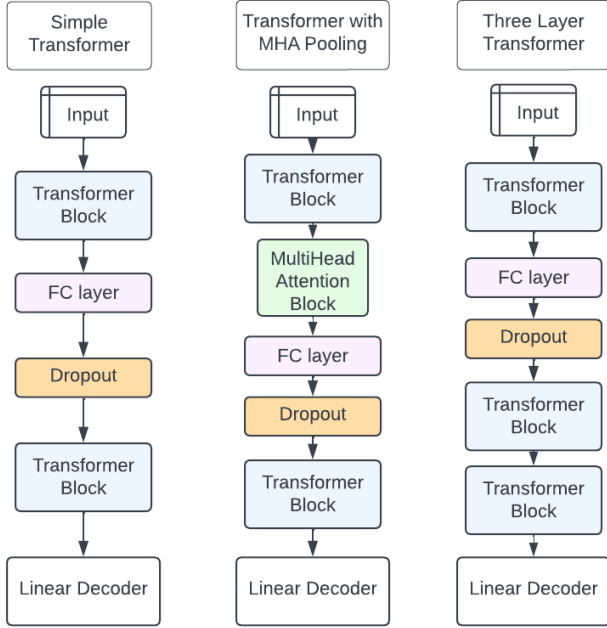 Simple
Transformer
Input
Transformer
Block
FC layer
Dropout
Transformer
Block
Linear Decoder
Transformer with
MHA Pooling
Input
Transformer
Block
MultiHead
Attention
Block
FC layer
Dropout
Transformer
Block
Linear Decoder
Three Layer
Transformer
Input
Transformer
Block
FC layer
Dropout
Transformer
Block
Transformer
Block
Linear Decoder